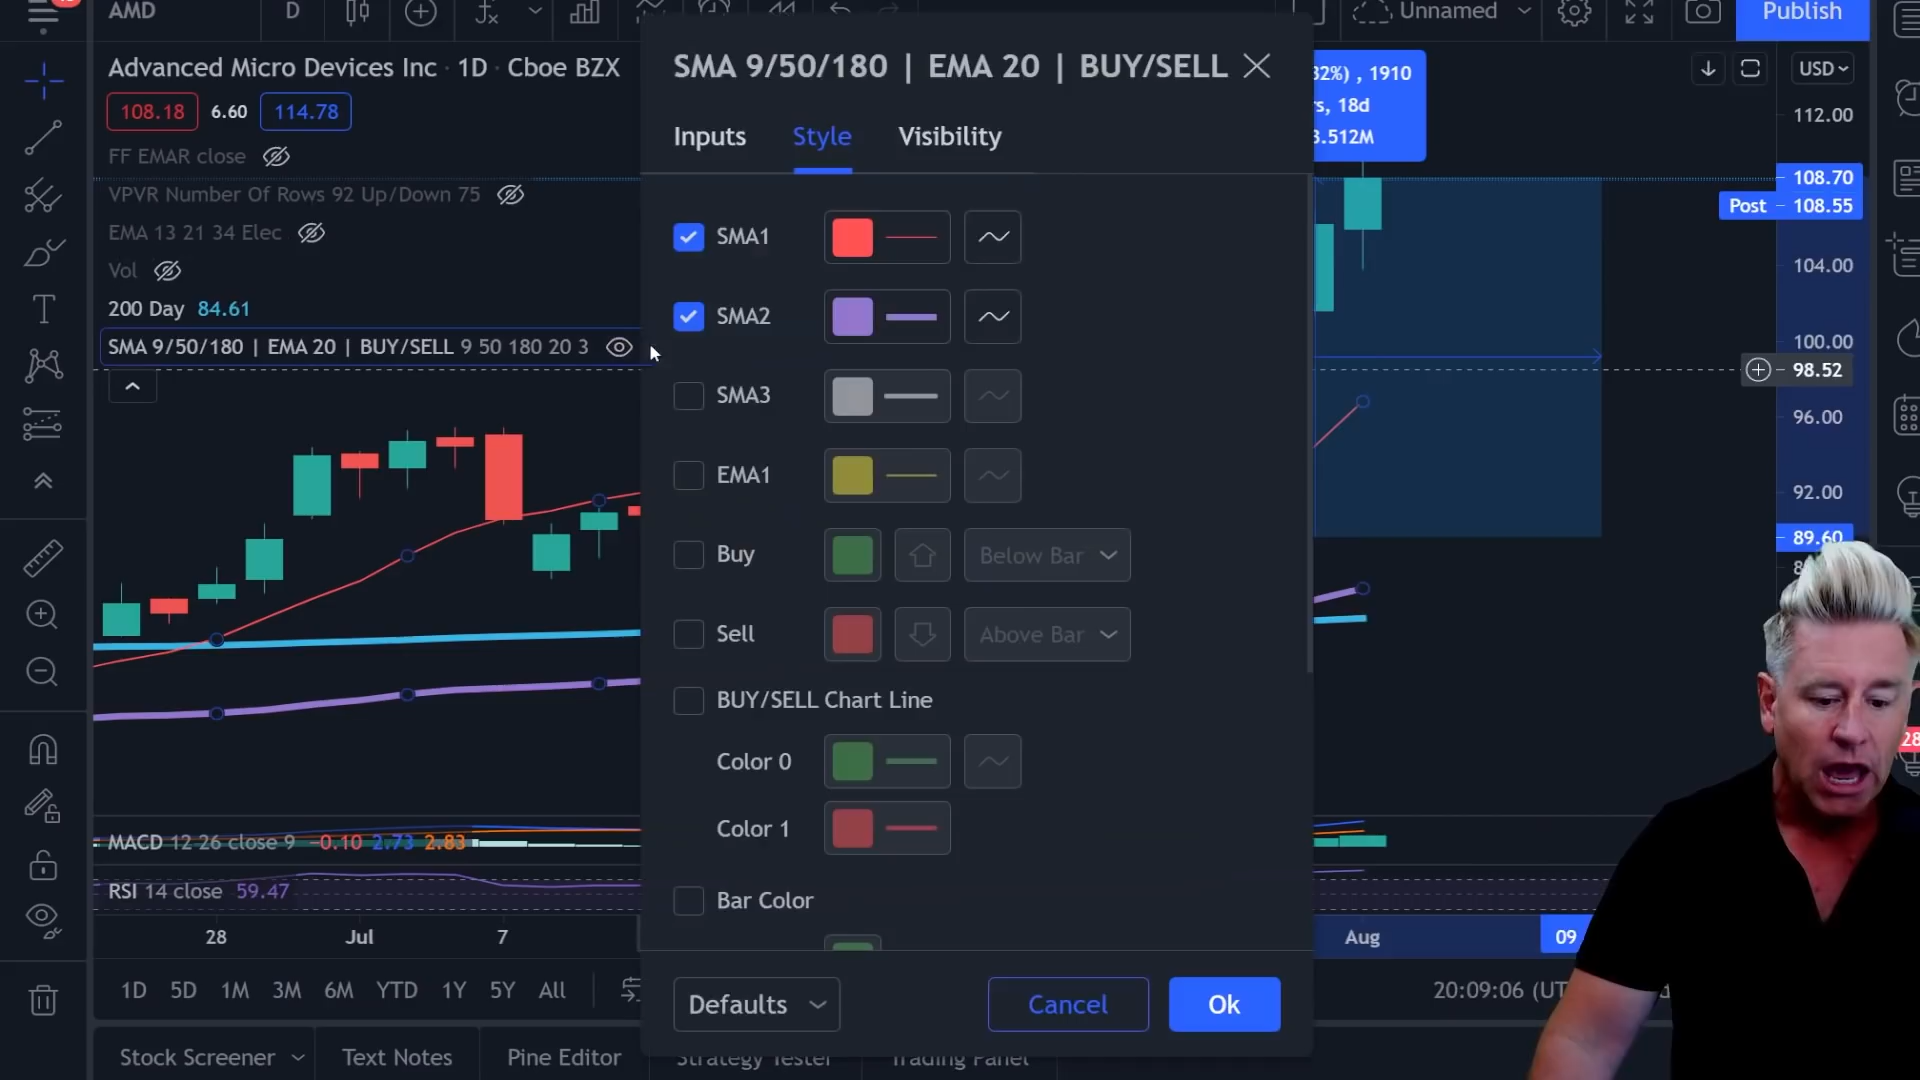 AMD
D
Unnamed
Publish
Advanced Micro Devices Inc · 1D · Cboe BZX
108.18 6.60 114.78
FF EMAR close
VPVR Number Of Rows 92 Up/Down 75
EMA 13 21 34 Elec
Vol
200 Day 84.61
SMA 9/50/180 | EMA 20 | BUY/SELL 9 50 180 20 3
SMA 9/50/180 | EMA 20 | BUY/SELL
Inputs Style Visibility
SMA1
SMA2
SMA3
EMA1
Buy Below Bar
Sell Above Bar
BUY/SELL Chart Line
Color 0
Color 1
Bar Color
Defaults Cancel Ok
32%) , 1910
s, 18d
3.512M
USD
112.00
108.70
Post 108.55
104.00
100.00
98.52
96.00
92.00
89.60
28
MACD 12 26 close 9 −0.10 2.73 2.83
RSI 14 close 59.47
28 Jul 7 Aug 09
1D 5D 1M 3M 6M YTD 1Y 5Y All
20:09:06 (UT
Stock Screener Text Notes Pine Editor Strategy Tester Trading Panel